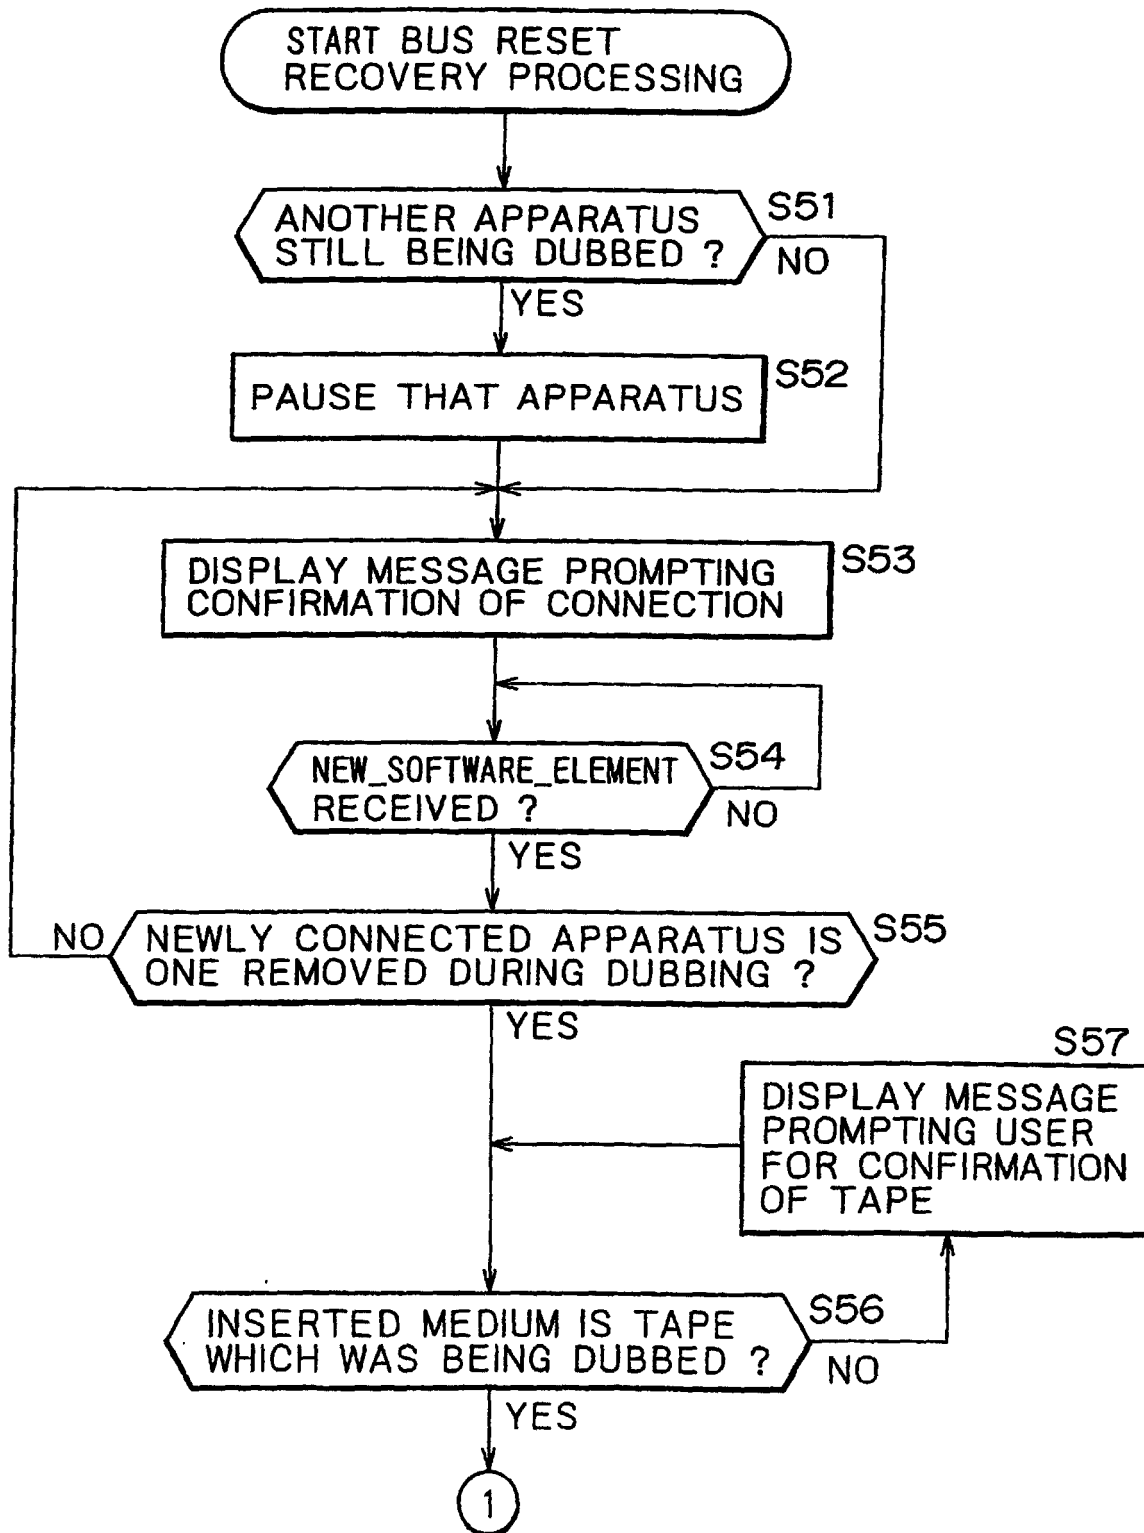 START BUS RESET
RECOVERY PROCESSING
ANOTHER APPARATUS
STILL BEING DUBBED ?
S51
NO
YES
PAUSE THAT APPARATUS
S52
DISPLAY MESSAGE PROMPTING
CONFIRMATION OF CONNECTION
S53
NEW_SOFTWARE_ELEMENT
RECEIVED ?
S54
NO
YES
NO
NEWLY CONNECTED APPARATUS IS
ONE REMOVED DURING DUBBING ?
S55
YES
S57
DISPLAY MESSAGE
PROMPTING USER
FOR CONFIRMATION
OF TAPE
INSERTED MEDIUM IS TAPE
WHICH WAS BEING DUBBED ?
S56
NO
YES
1